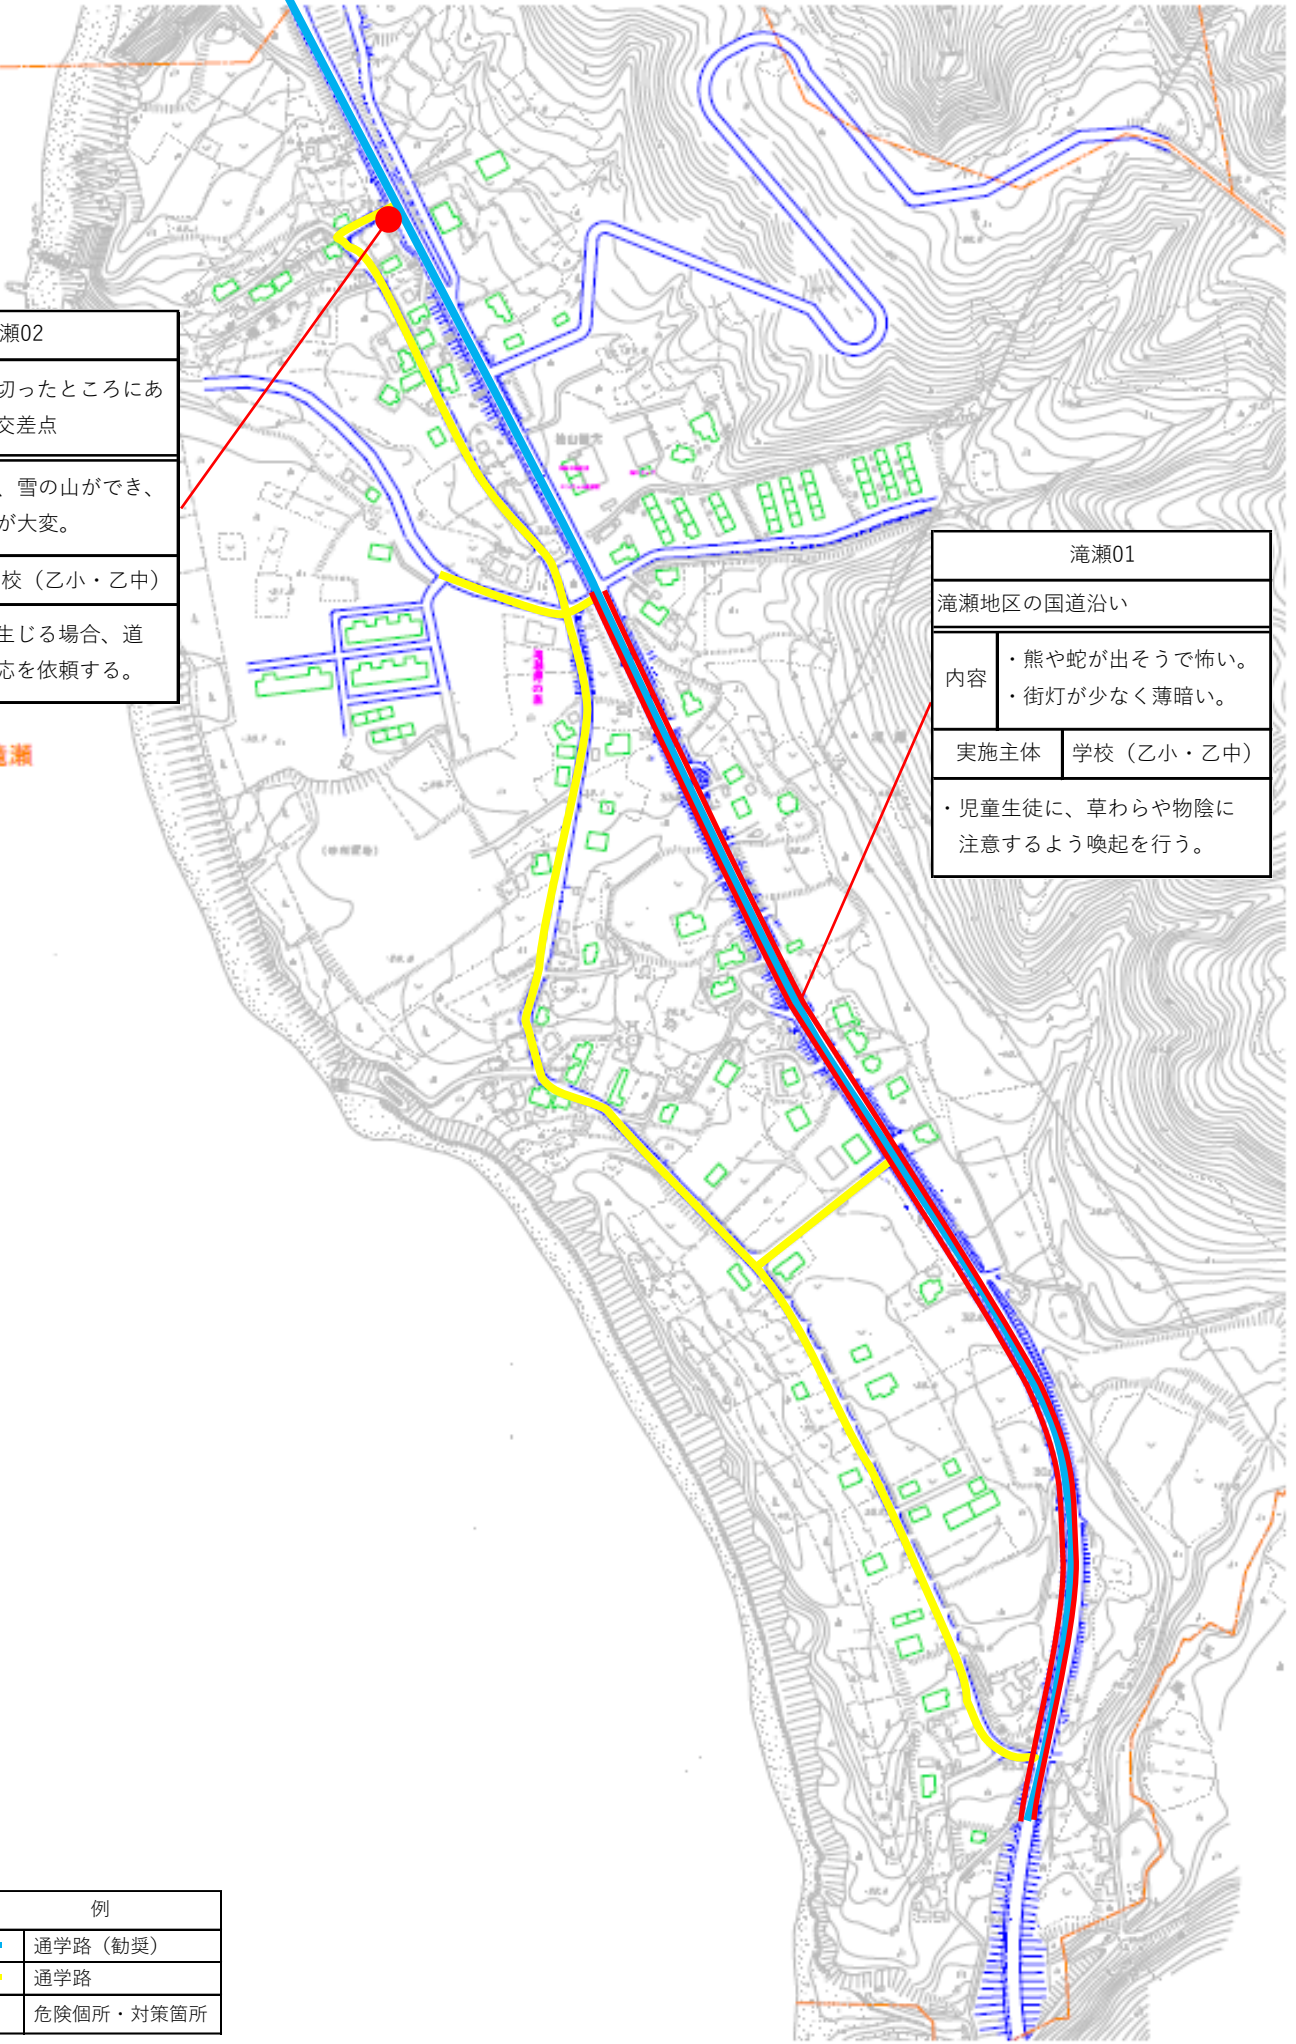 瀬02
切ったところにあ
交差点
、雪の山ができ、
が大変。
校（乙小・乙中）
生じる場合、道
応を依頼する。
滝瀬01
滝瀬地区の国道沿い
内容
・熊や蛇が出そうで怖い。
・街灯が少なく薄暗い。
実施主体
学校（乙小・乙中）
・児童生徒に、草わらや物陰に
注意するよう喚起を行う。
瀬
例
通学路（勧奨）
通学路
危険個所・対策箇所